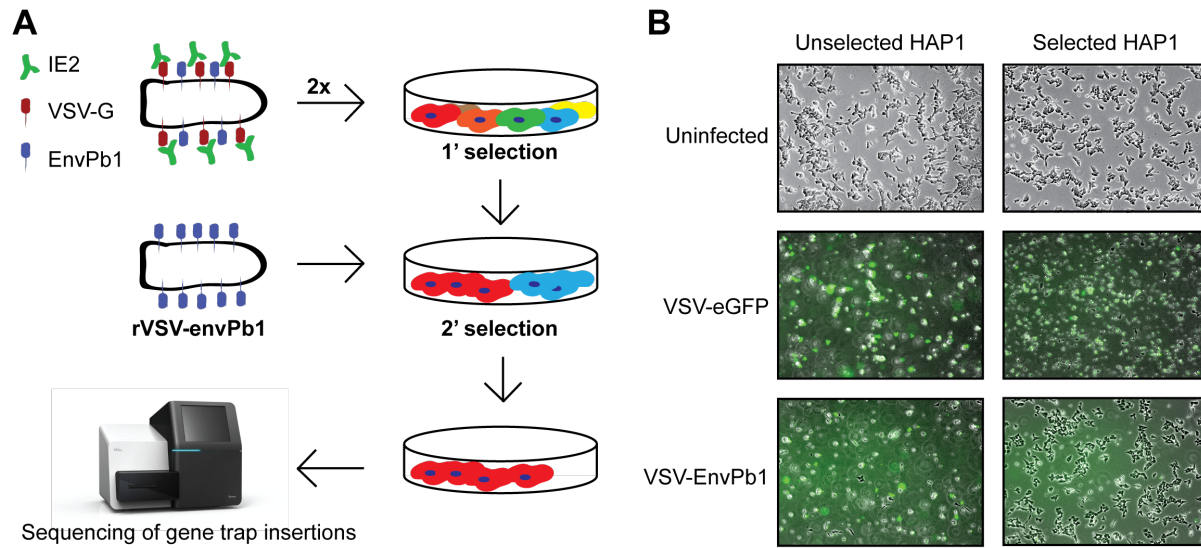 A
IE2
VSV-G
EnvPb1
2x
1' selection
rVSV-envPb1
2' selection
Sequencing of gene trap insertions
B
Unselected HAP1
Selected HAP1
Uninfected
VSV-eGFP
VSV-EnvPb1